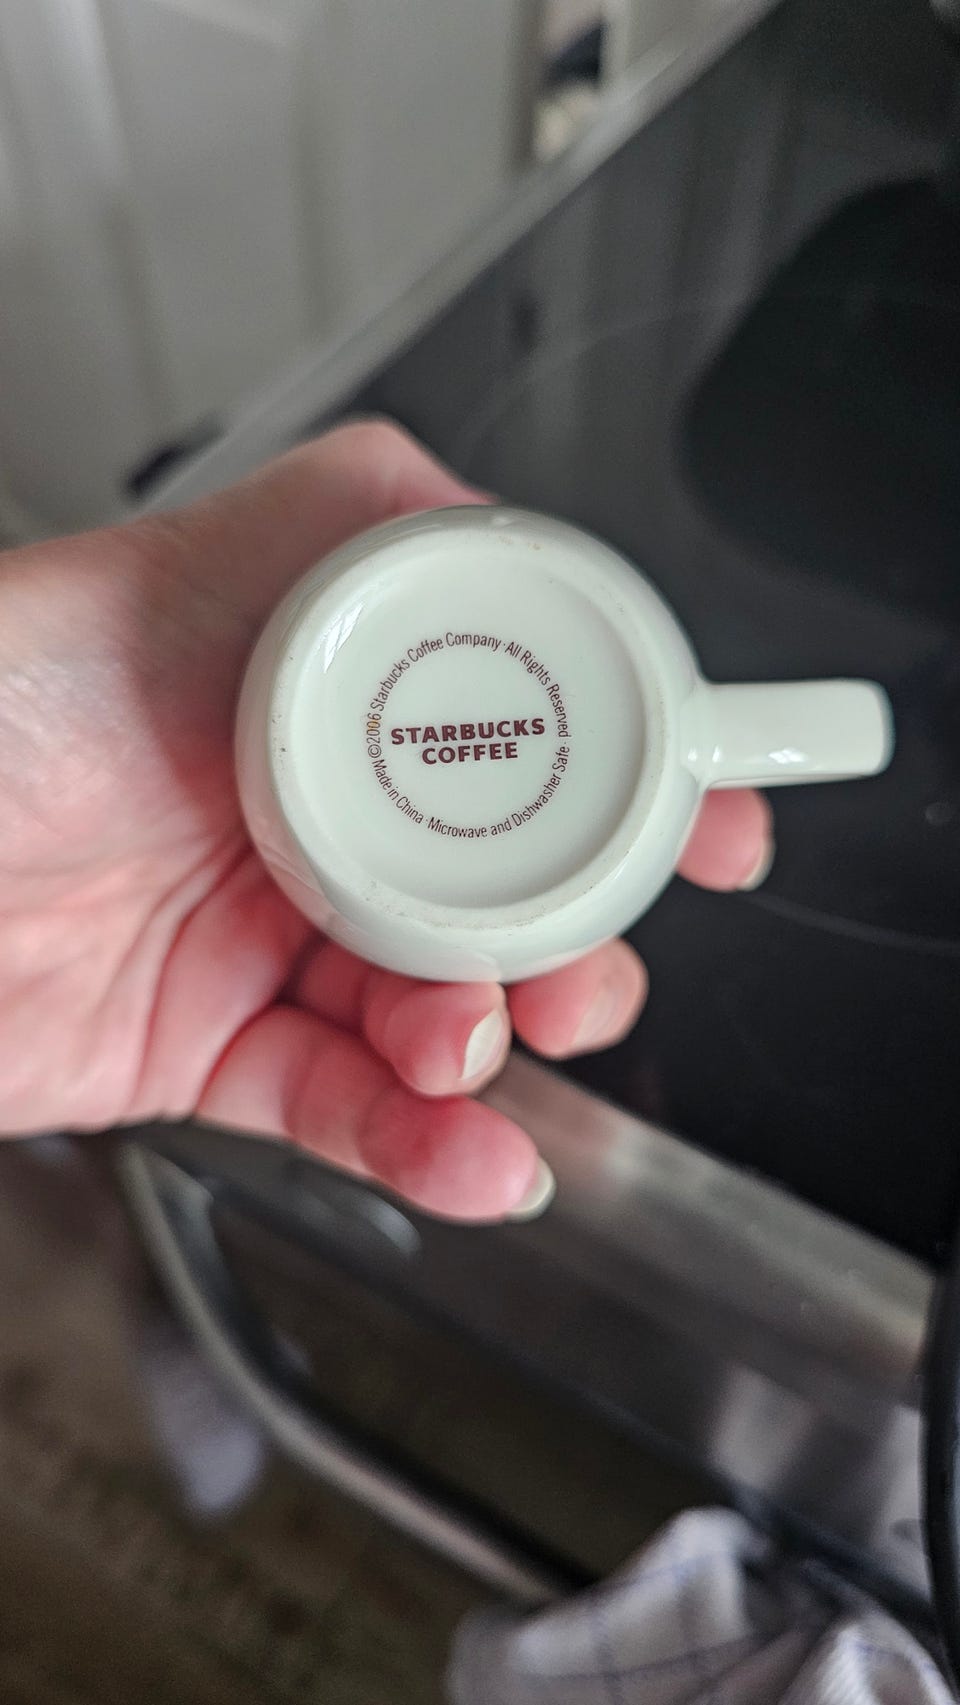 ©2006 Starbucks Coffee Company · All Rights Reserved ·
STARBUCKS
COFFEE
Made in China · Microwave and Dishwasher Safe ·